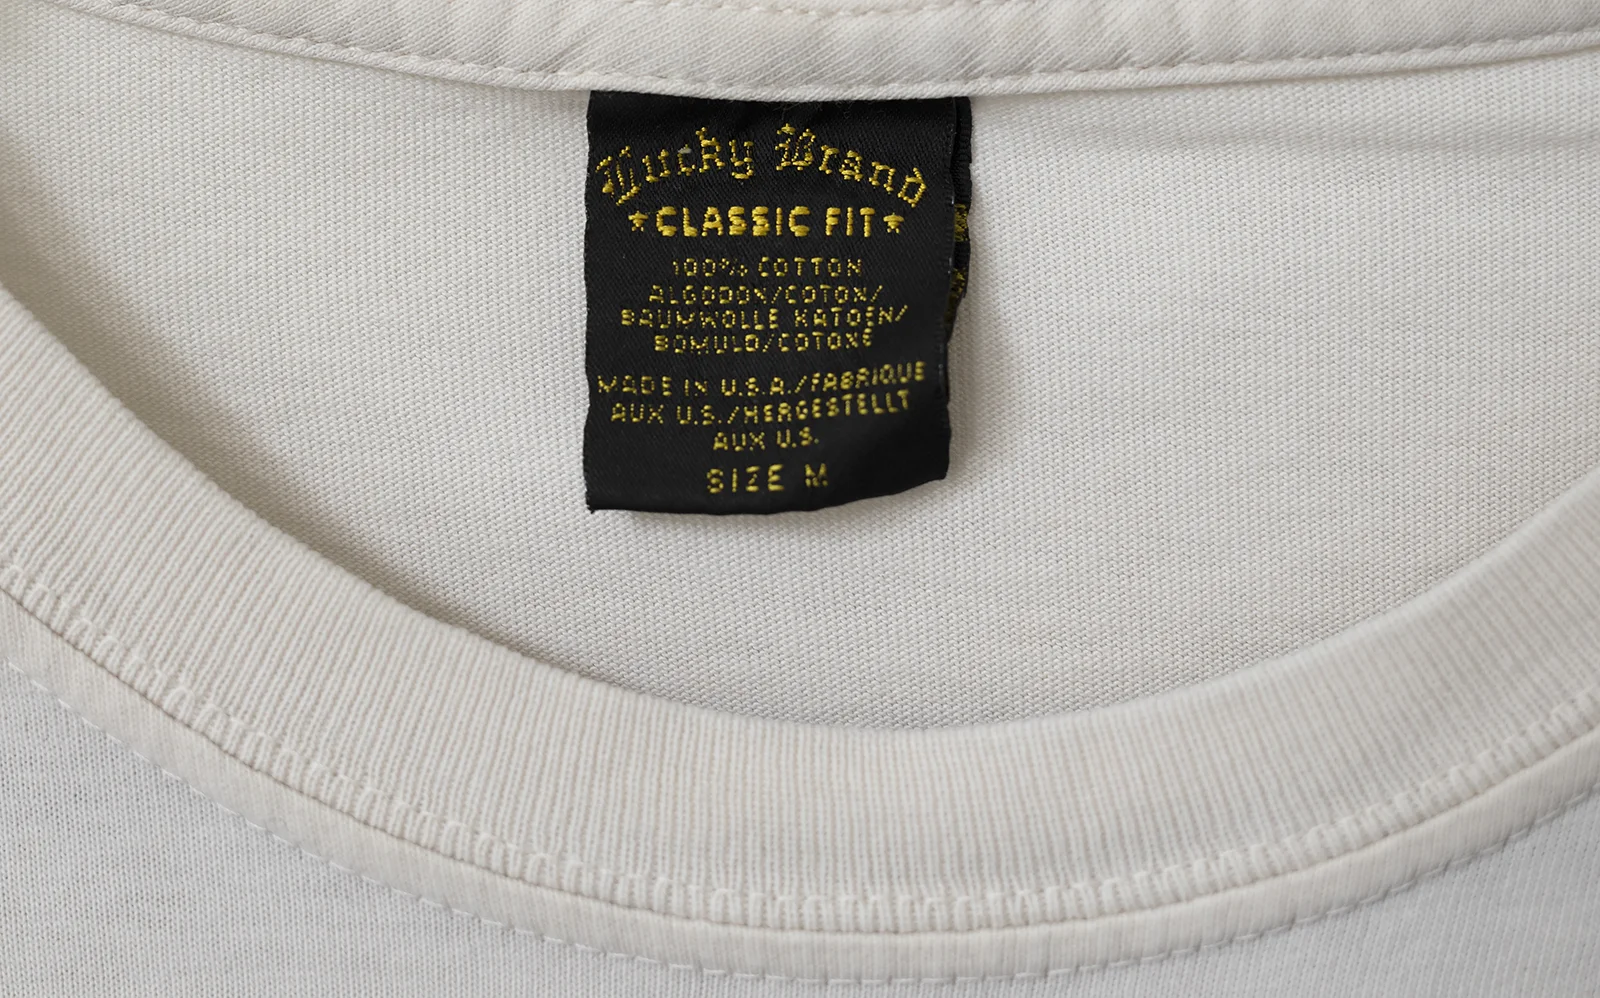 Lucky Brand
★CLASSIC FIT★
100% COTTON
ALGODON/COTON/
BAUMWOLLE KATOEN/
BOMULD/COTONE
MADE IN U.S.A./FABRIQUE
AUX U.S./HERGESTELLT
AUX U.S.
SIZE M